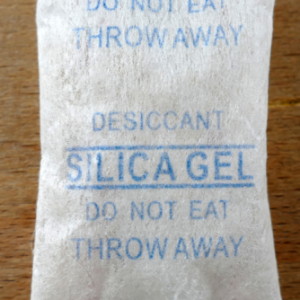 DO NOT EAT
THROW AWAY
DESICCANT
SILICA GEL
DO NOT EAT
THROW AWAY